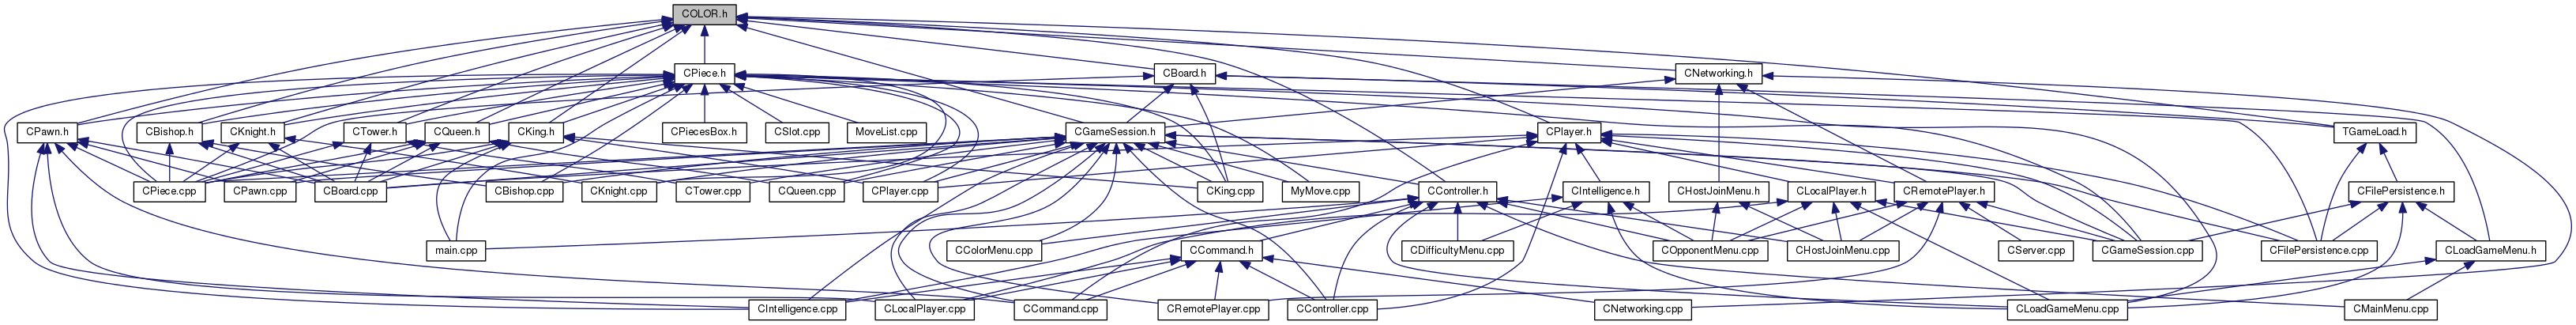 COLOR.h
CPiece.h
CBoard.h
CNetworking.h
CPawn.h
CBishop.h
CKnight.h
CTower.h
CQueen.h
CKing.h
CPiecesBox.h
CSlot.cpp
MoveList.cpp
CGameSession.h
CPlayer.h
TGameLoad.h
CPiece.cpp
CPawn.cpp
CBoard.cpp
CBishop.cpp
CKnight.cpp
CTower.cpp
CQueen.cpp
CPlayer.cpp
CKing.cpp
MyMove.cpp
CController.h
CIntelligence.h
CHostJoinMenu.h
CLocalPlayer.h
CRemotePlayer.h
CFilePersistence.h
main.cpp
CColorMenu.cpp
CCommand.h
CDifficultyMenu.cpp
COpponentMenu.cpp
CHostJoinMenu.cpp
CServer.cpp
CGameSession.cpp
CFilePersistence.cpp
CLoadGameMenu.h
CIntelligence.cpp
CLocalPlayer.cpp
CCommand.cpp
CRemotePlayer.cpp
CController.cpp
CNetworking.cpp
CLoadGameMenu.cpp
CMainMenu.cpp